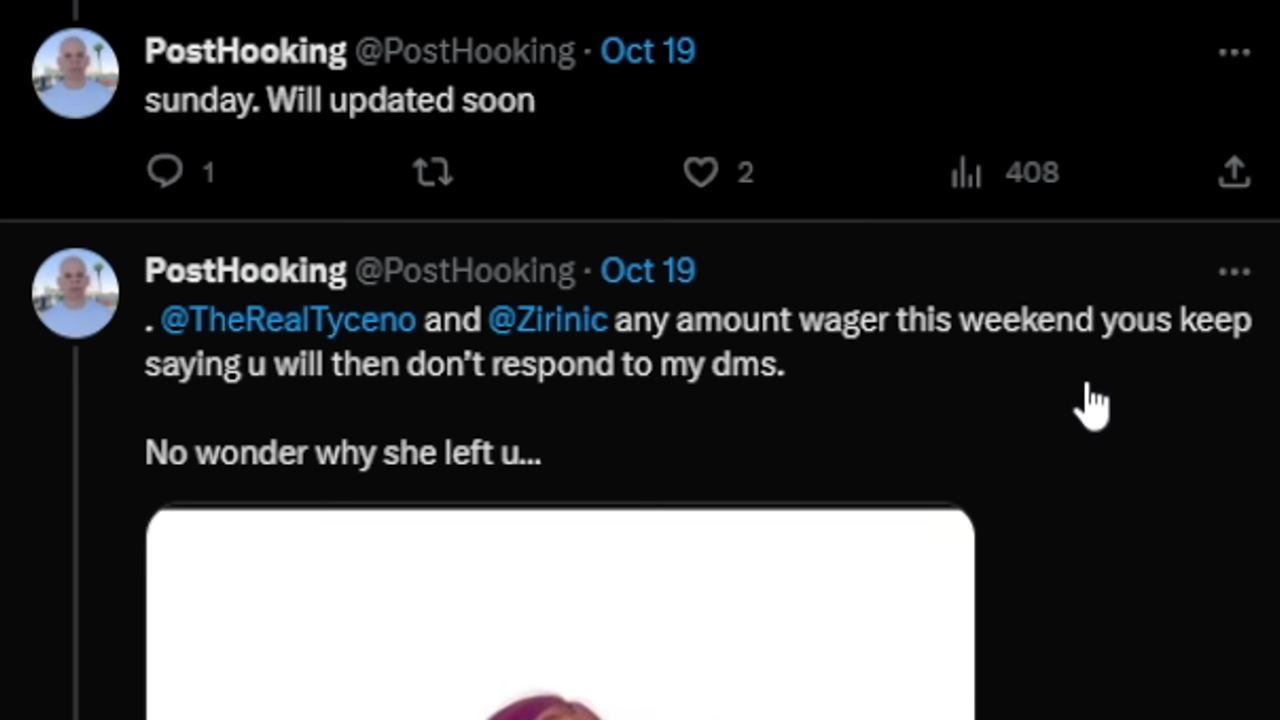 PostHooking @PostHooking · Oct 19
sunday. Will updated soon
1 2 408
PostHooking @PostHooking · Oct 19
. @TheRealTyceno and @Zirinic any amount wager this weekend yous keep
saying u will then don't respond to my dms.
No wonder why she left u...